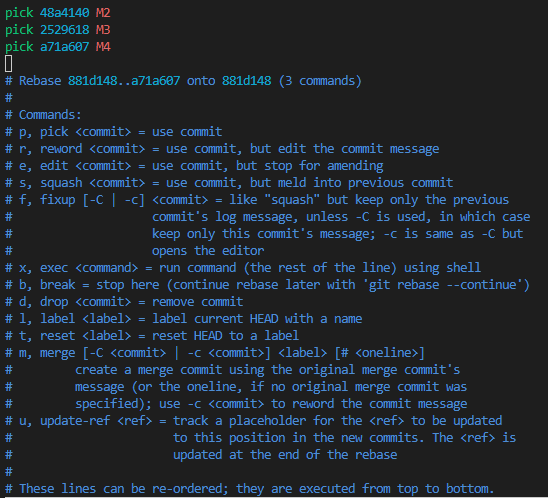 pick 48a4140 M2
pick 2529618 M3
pick a71a607 M4
# Rebase 881d148..a71a607 onto 881d148 (3 commands)
#
# Commands:
# p, pick <commit> = use commit
# r, reword <commit> = use commit, but edit the commit message
# e, edit <commit> = use commit, but stop for amending
# s, squash <commit> = use commit, but meld into previous commit
# f, fixup [-C | -c] <commit> = like "squash" but keep only the previous
#                    commit's log message, unless -C is used, in which case
#                    keep only this commit's message; -c is same as -C but
#                    opens the editor
# x, exec <command> = run command (the rest of the line) using shell
# b, break = stop here (continue rebase later with 'git rebase --continue')
# d, drop <commit> = remove commit
# l, label <label> = label current HEAD with a name
# t, reset <label> = reset HEAD to a label
# m, merge [-C <commit> | -c <commit>] <label> [# <oneline>]
#         create a merge commit using the original merge commit's
#         message (or the oneline, if no original merge commit was
#         specified); use -c <commit> to reword the commit message
# u, update-ref <ref> = track a placeholder for the <ref> to be updated
#                       to this position in the new commits. The <ref> is
#                       updated at the end of the rebase
#
# These lines can be re-ordered; they are executed from top to bottom.